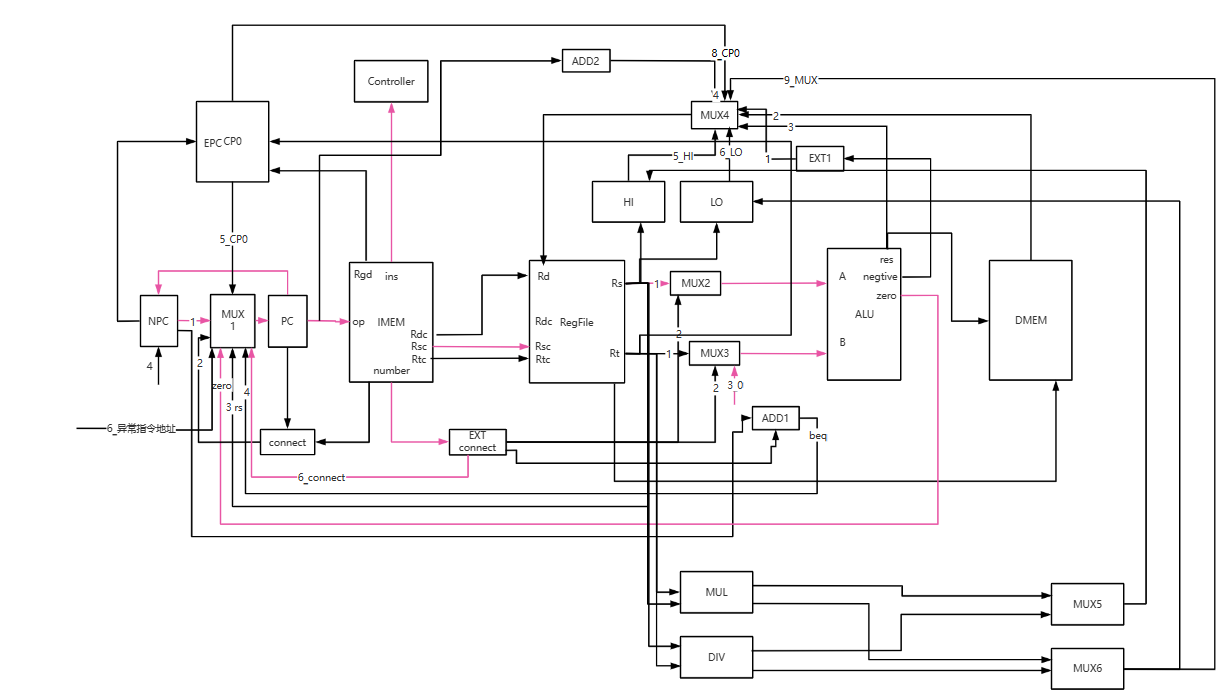 8_CP0
ADD2
Controller
9_MUX
4
MUX4
2
3
EPC
CP0
5_HI
6_LO
1
EXT1
HI
LO
5_CP0
res
Rgd
ins
Rd
Rs
1
MUX2
A
negtive
zero
NPC
1
MUX
1
PC
op
IMEM
Rdc
RegFile
ALU
DMEM
Rdc
2
Rsc
Rsc
Rt
1
MUX3
B
Rtc
Rtc
4
2
number
zero
4
2
3_0
3 rs
ADD1
6_异常指令地址
connect
EXT
connect
beq
6_connect
MUL
MUX5
DIV
MUX6